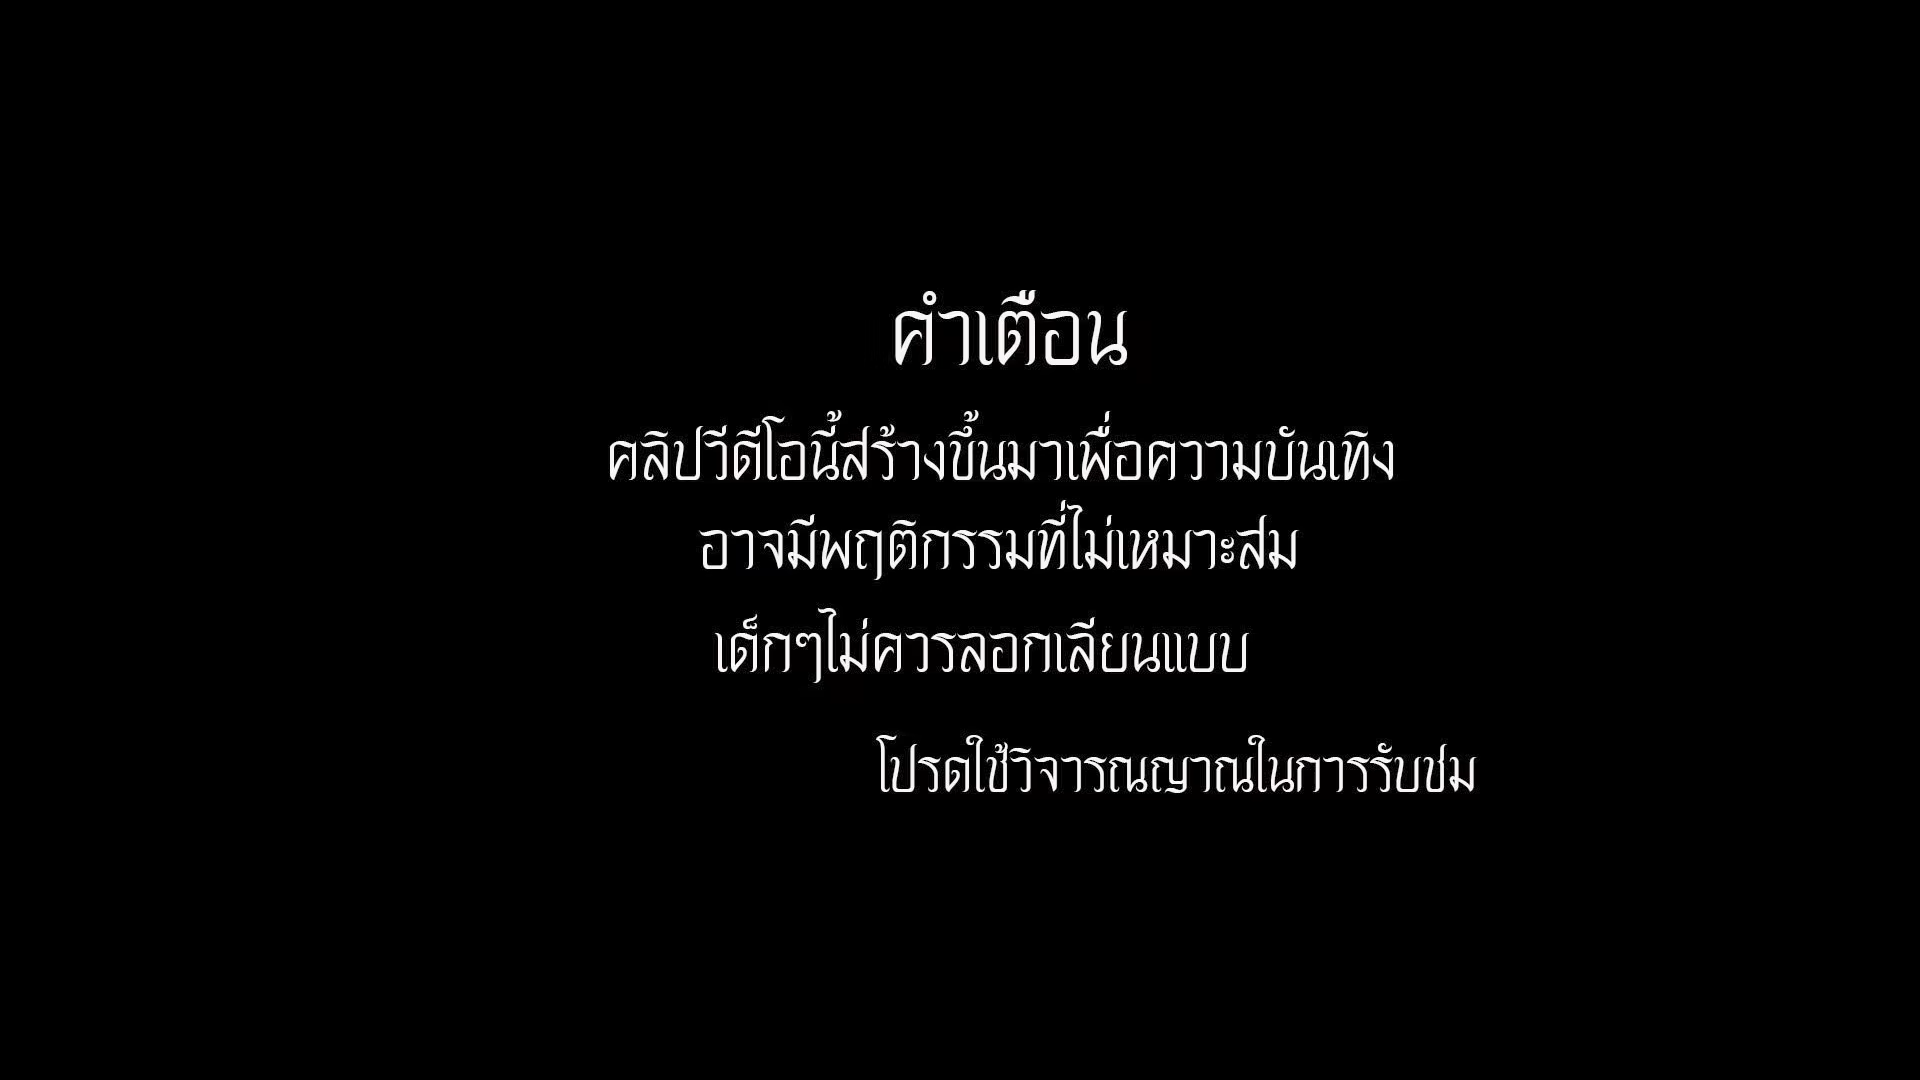 คำเตือน
คลิปวีดีโอนี้สร้างขึ้นมาเพื่อความบันเทิง
อาจมีพฤติกรรมที่ไม่เหมาะสม
เด็กๆไม่ควรลอกเลียนแบบ
โปรดใช้วิจารณญาณในการรับชม